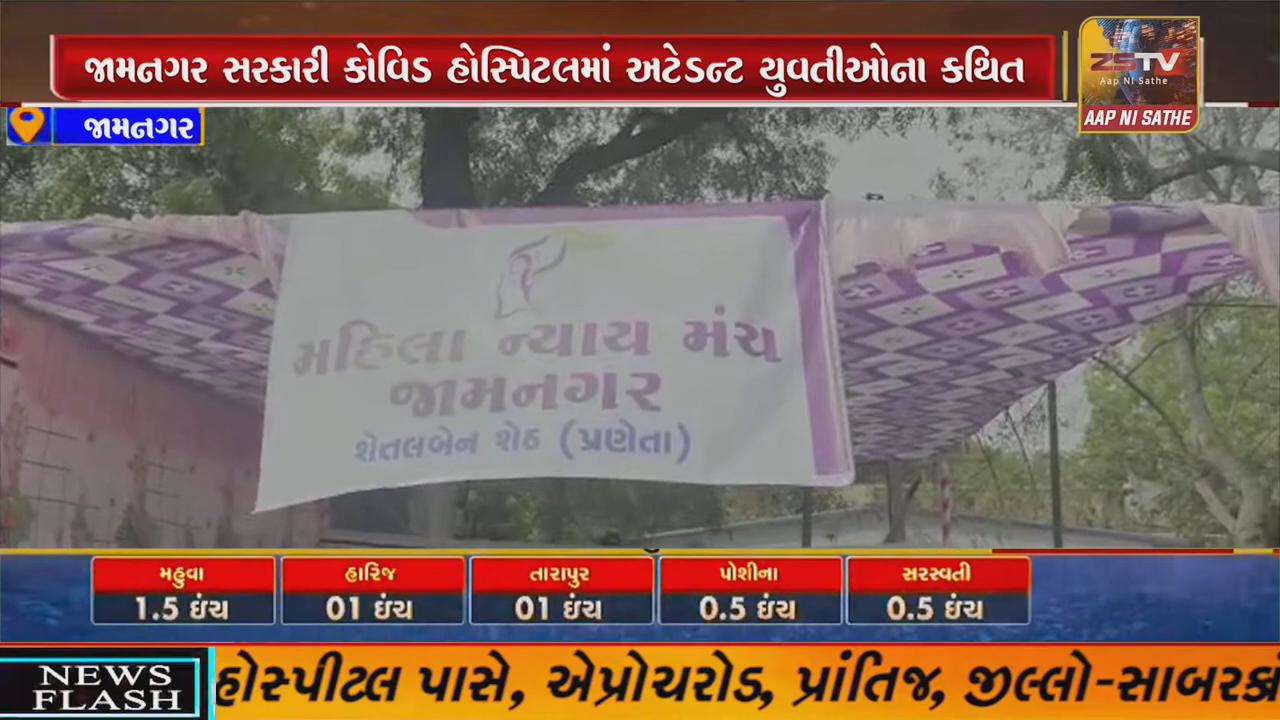 જામનગર સરકારી કોવિડ હોસ્પિટલમાં અટેડન્ટ યુવતીઓના કથિત
ZSTV
Aap Ni Sathe
AAP NI SATHE
જામનગર
મહિલા ન્યાય મંચ
જામનગર
શેતલબેન શેઠ (પ્રણેતા)
મહુવા હારિજ તારાપુર પોશીના સરસ્વતી
1.5 ઇંચ 01 ઇંચ 01 ઇંચ 0.5 ઇંચ 0.5 ઇંચ
NEWS FLASH
હોસ્પીટલ પાસે, એપ્રોચરોડ, પ્રાંતિજ, જીલ્લો-સાબરકાં